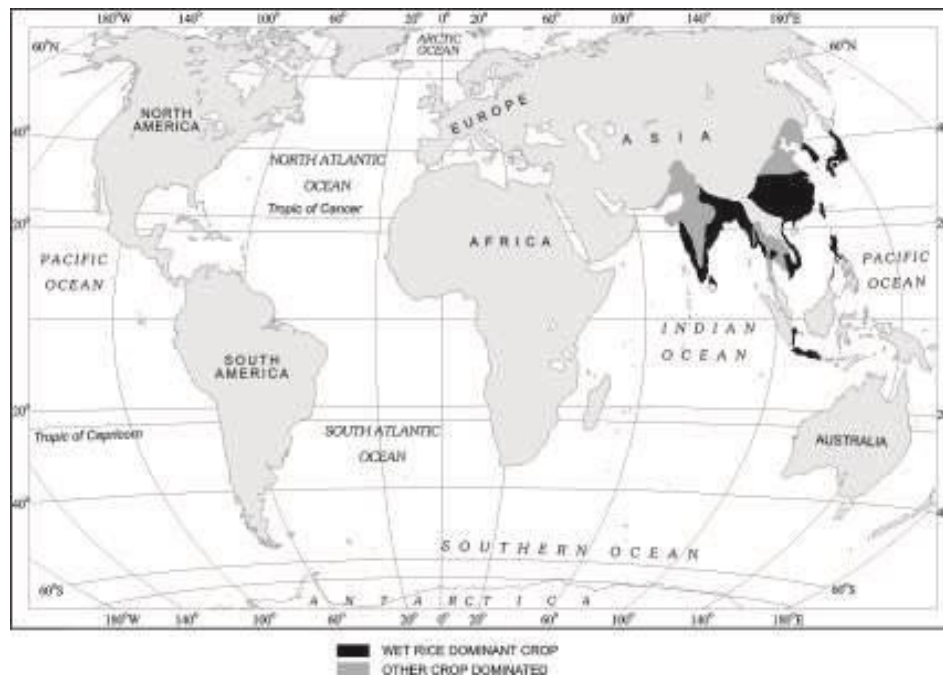 180°W 140° 100° 60° 20° 0° 20° 60° 100° 140° 180°E
ARCTIC
OCEAN
60°N
60°N
EUROPE
NORTH
AMERICA
ASIA
40°
40°
NORTH ATLANTIC
OCEAN
Tropic of Cancer
20°
AFRICA
PACIFIC
OCEAN
PACIFIC
OCEAN
INDIAN
OCEAN
SOUTH
AMERICA
20°
20°
Tropic of Capricorn
SOUTH ATLANTIC
OCEAN
AUSTRALIA
40°
SOUTHERN OCEAN
60°S
60°S
ANTARCTICA
180°W 140° 100° 60° 20° 0° 20° 60° 100° 140° 180°E
WET RICE DOMINANT CROP
OTHER CROP DOMINATED